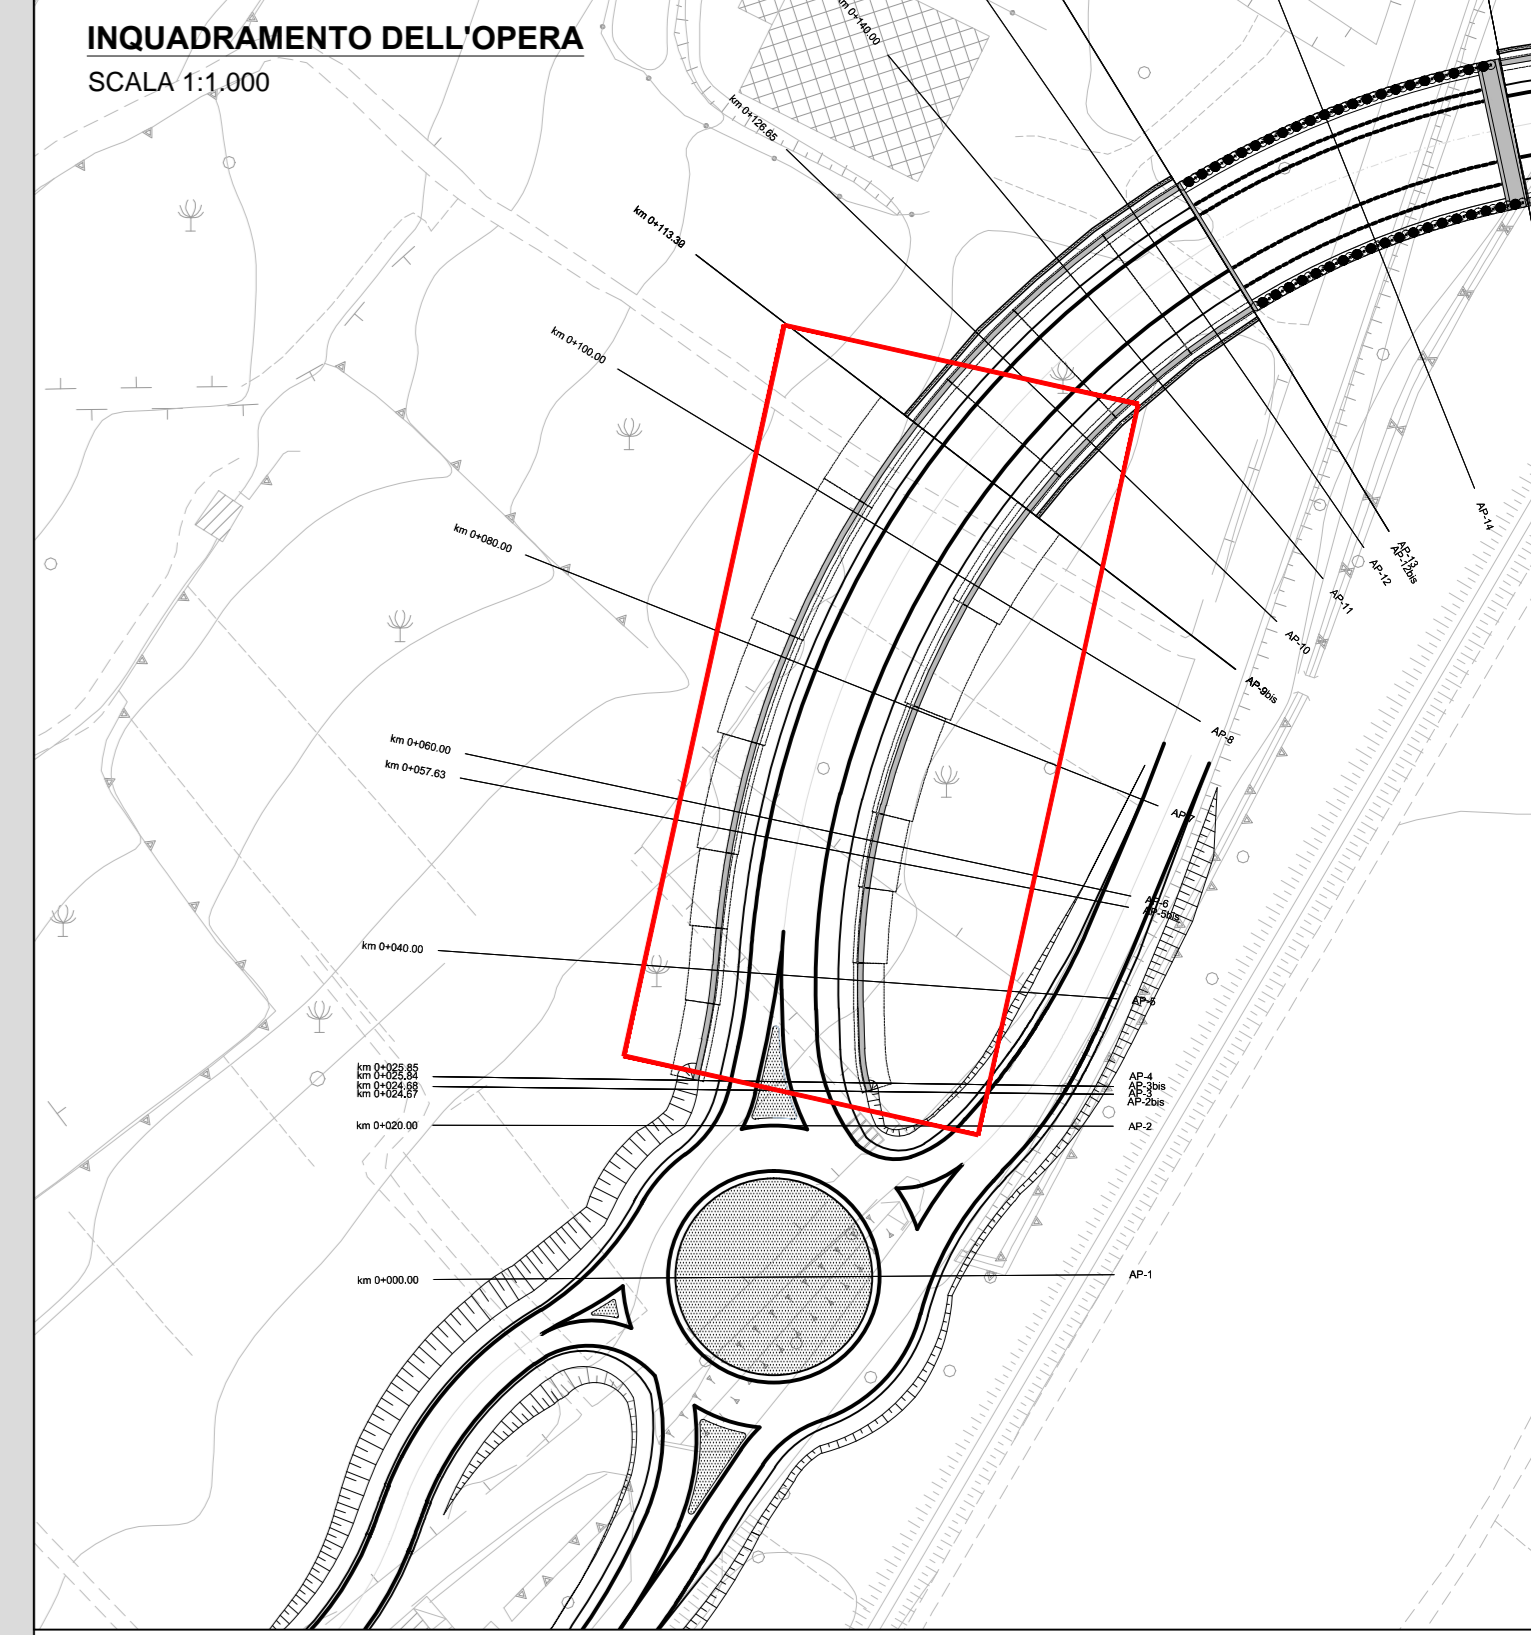 INQUADRAMENTO DELL'OPERA
SCALA 1:1.000
km 0+140.00
km 0+126.65
km 0+100.00
km 0+080.00
km 0+060.00
km 0+057.63
km 0+040.00
km 0+025.85
km 0+025.84
km 0+024.68
km 0+024.67
km 0+020.00
km 0+000.00
AP-14
AP-13
AP-12bis
AP-12
AP-11
AP-10
AP-9bis
AP-8
AP-7
AP-6
AP-5bis
AP-5
AP-4
AP-3bis
AP-3
AP-2bis
AP-2
AP-1